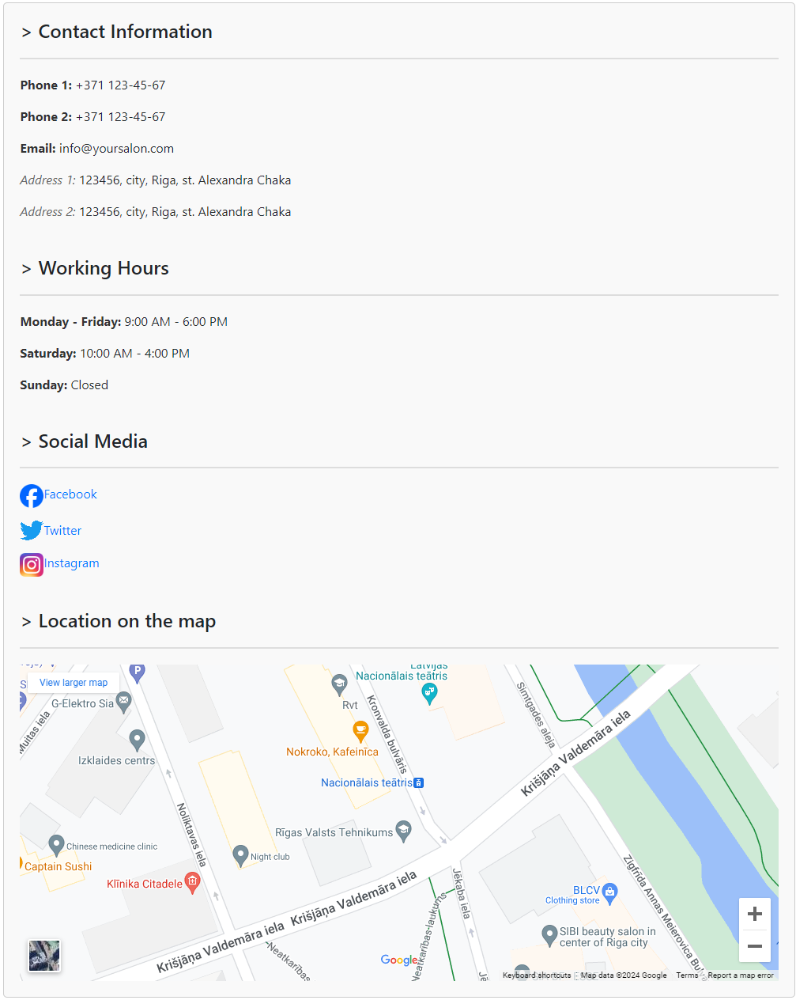 > Contact Information
Phone 1: +371 123-45-67
Phone 2: +371 123-45-67
Email: info@yoursalon.com
Address 1: 123456, city, Riga, st. Alexandra Chaka
Address 2: 123456, city, Riga, st. Alexandra Chaka
> Working Hours
Monday - Friday: 9:00 AM - 6:00 PM
Saturday: 10:00 AM - 4:00 PM
Sunday: Closed
> Social Media
Facebook
Twitter
Instagram
> Location on the map
View larger map
P
Latvijas
Nacionālais teātris
G-Elektro Sia
Rvt
Muitas iela
Kronvalda bulvāris
Simtgades aleja
Krišjāņa Valdemāra iela
Nokroko, Kafeinīca
Izklaides centrs
Nacionālais teātris
Noliktavas iela
Rīgas Valsts Tehnikums
Chinese medicine clinic
Night club
Captain Sushi
Klīnika Citadele
Krišjāņa Valdemāra iela
Krišjāņa Valdemāra iela
Jēkaba iela
Neatkarības-laukums
Zigfrīda Annas Meierovica
BLCV
Clothing store
SIBI beauty salon in
center of Riga city
+
−
Neatkarības
Google
Keyboard shortcuts
Map data ©2024 Google
Terms
Report a map error